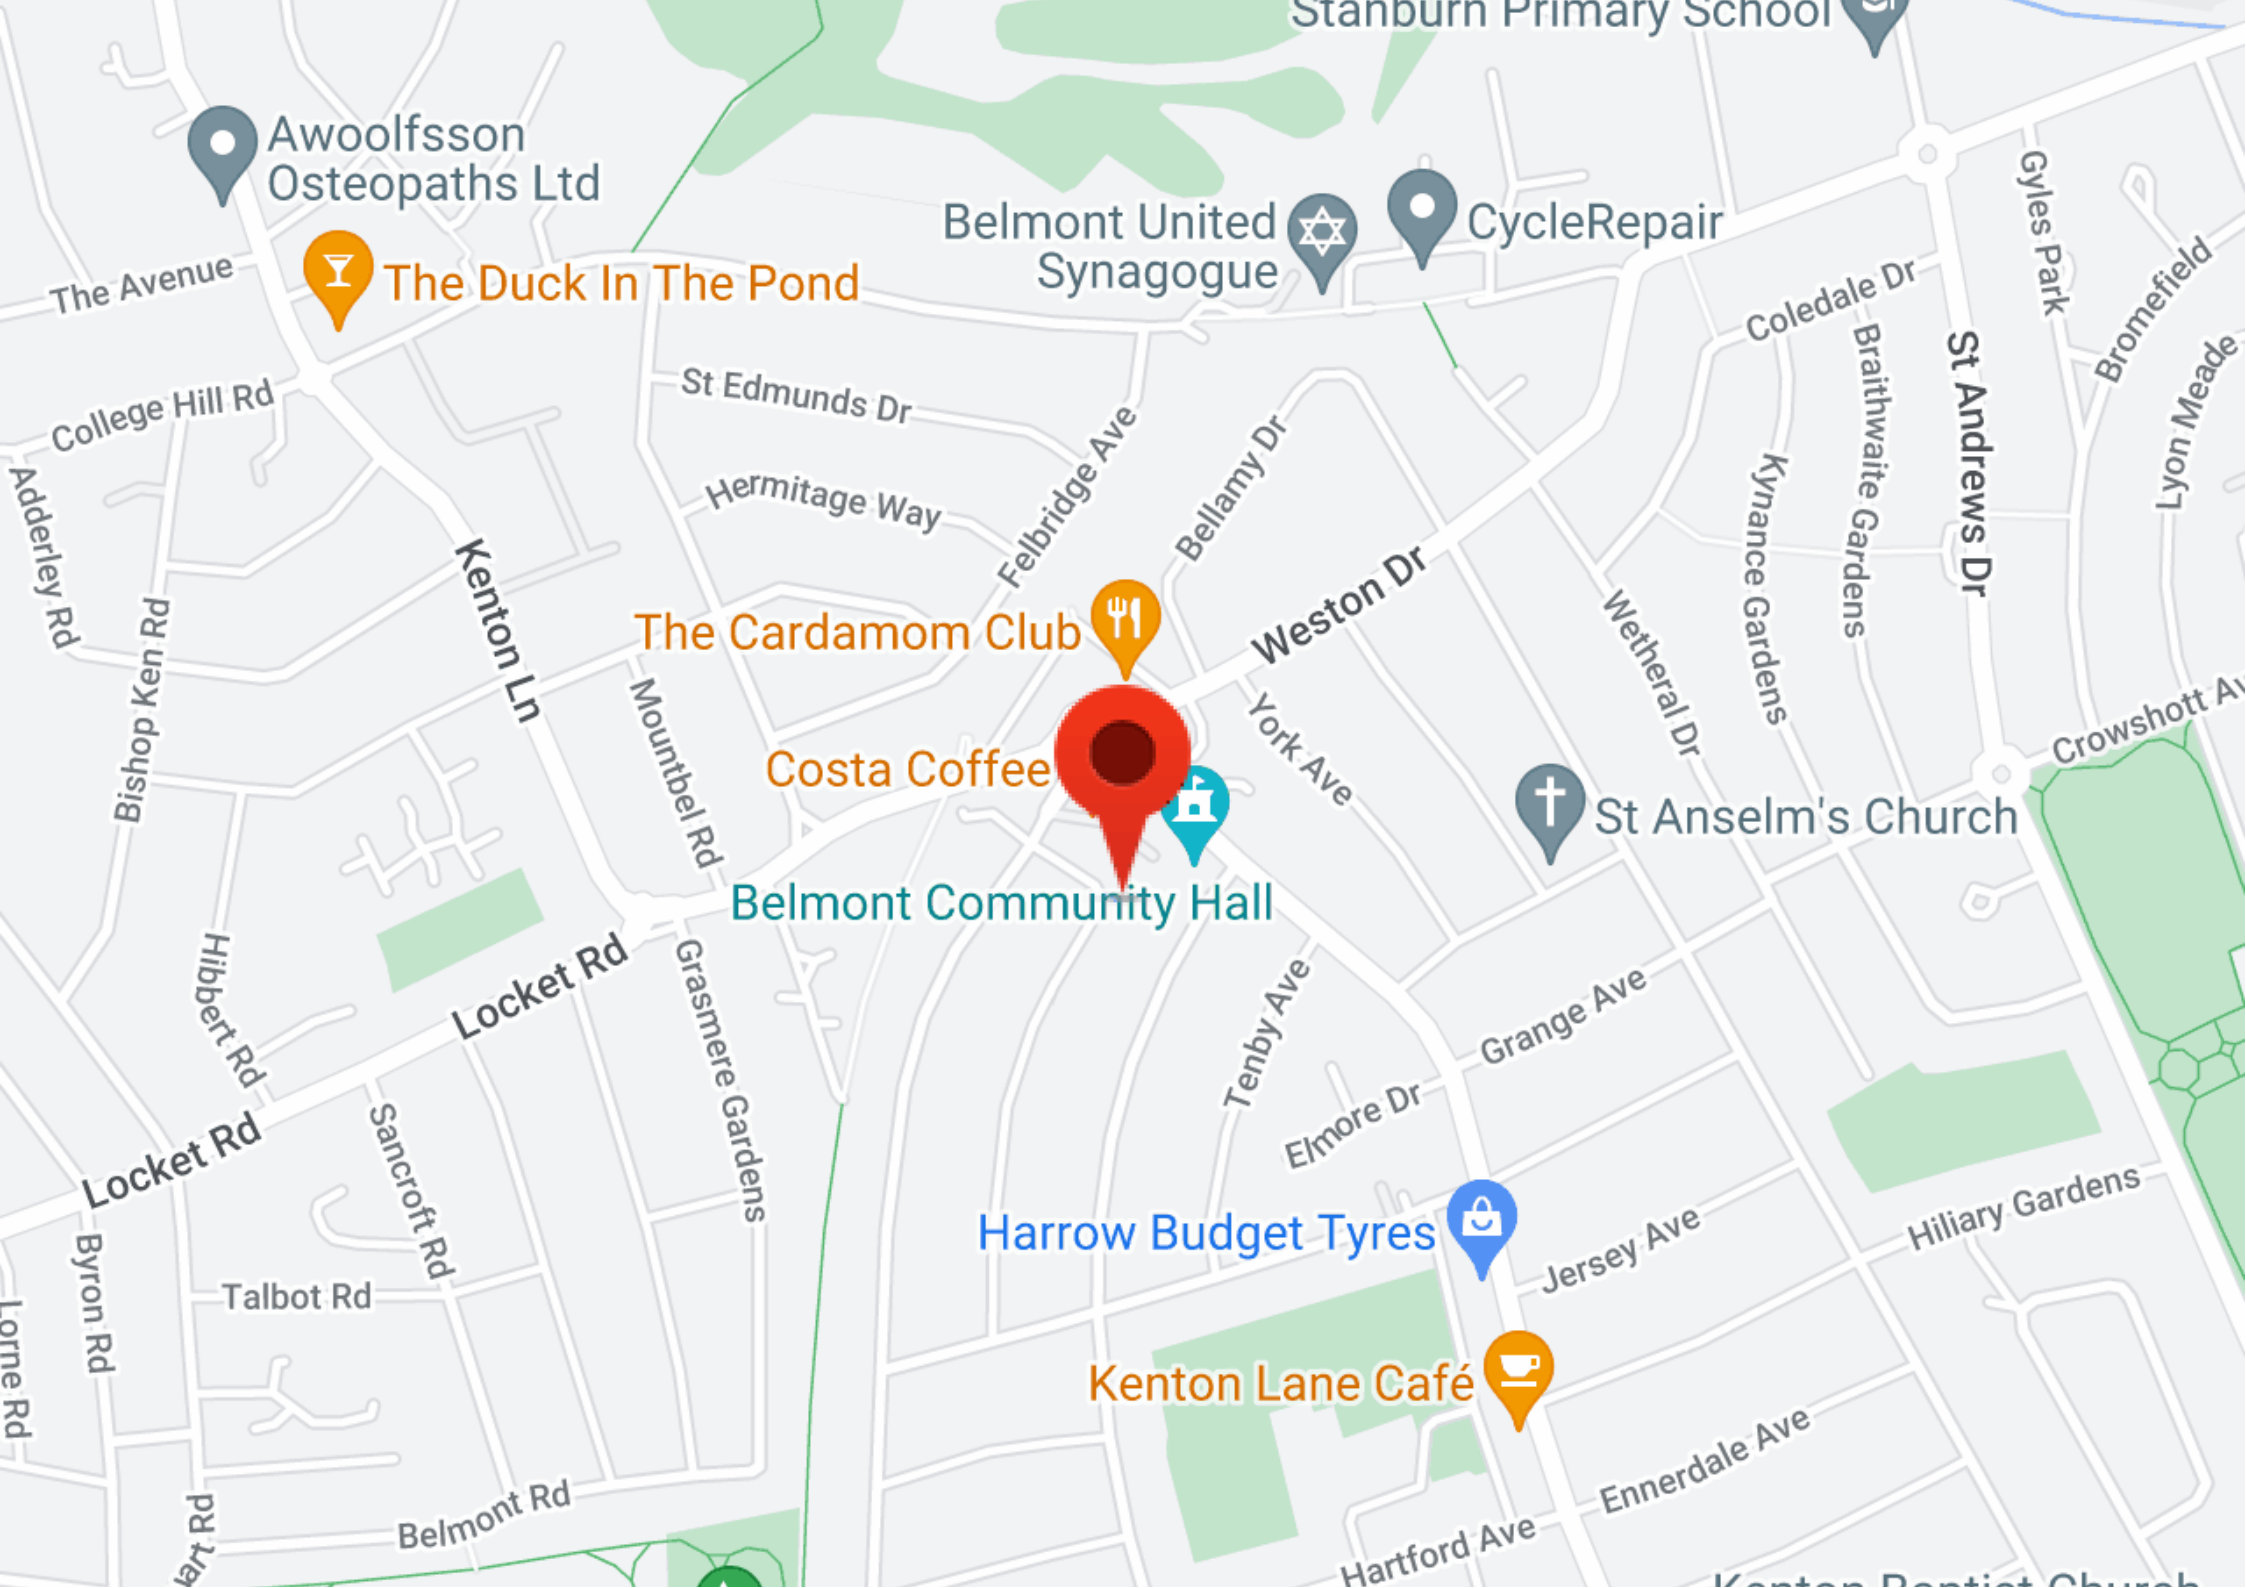 Stanburn Primary School
Awoolfsson
Osteopaths Ltd
The Duck In The Pond
Belmont United
Synagogue
CycleRepair
Gyles Park
The Avenue
Coledale Dr
Bromefield
College Hill Rd
St Edmunds Dr
Braithwaite Gardens
St Andrews Dr
Lyon Meade
Adderley Rd
Hermitage Way
Felbridge Ave
Bellamy Dr
Kynance Gardens
Kenton Ln
Weston Dr
Bishop Ken Rd
The Cardamom Club
Wetheral Dr
Mountbel Rd
York Ave
Crowshott Av
Costa Coffee
St Anselm's Church
Belmont Community Hall
Hibbert Rd
Locket Rd
Grasmere Gardens
Tenby Ave
Grange Ave
Elmore Dr
Locket Rd
Sancroft Rd
Harrow Budget Tyres
Jersey Ave
Hiliary Gardens
Byron Rd
Talbot Rd
Lorne Rd
Kenton Lane Café
Ennerdale Ave
Belmont Rd
Hartford Ave
Rd
Kenton Baptist Church